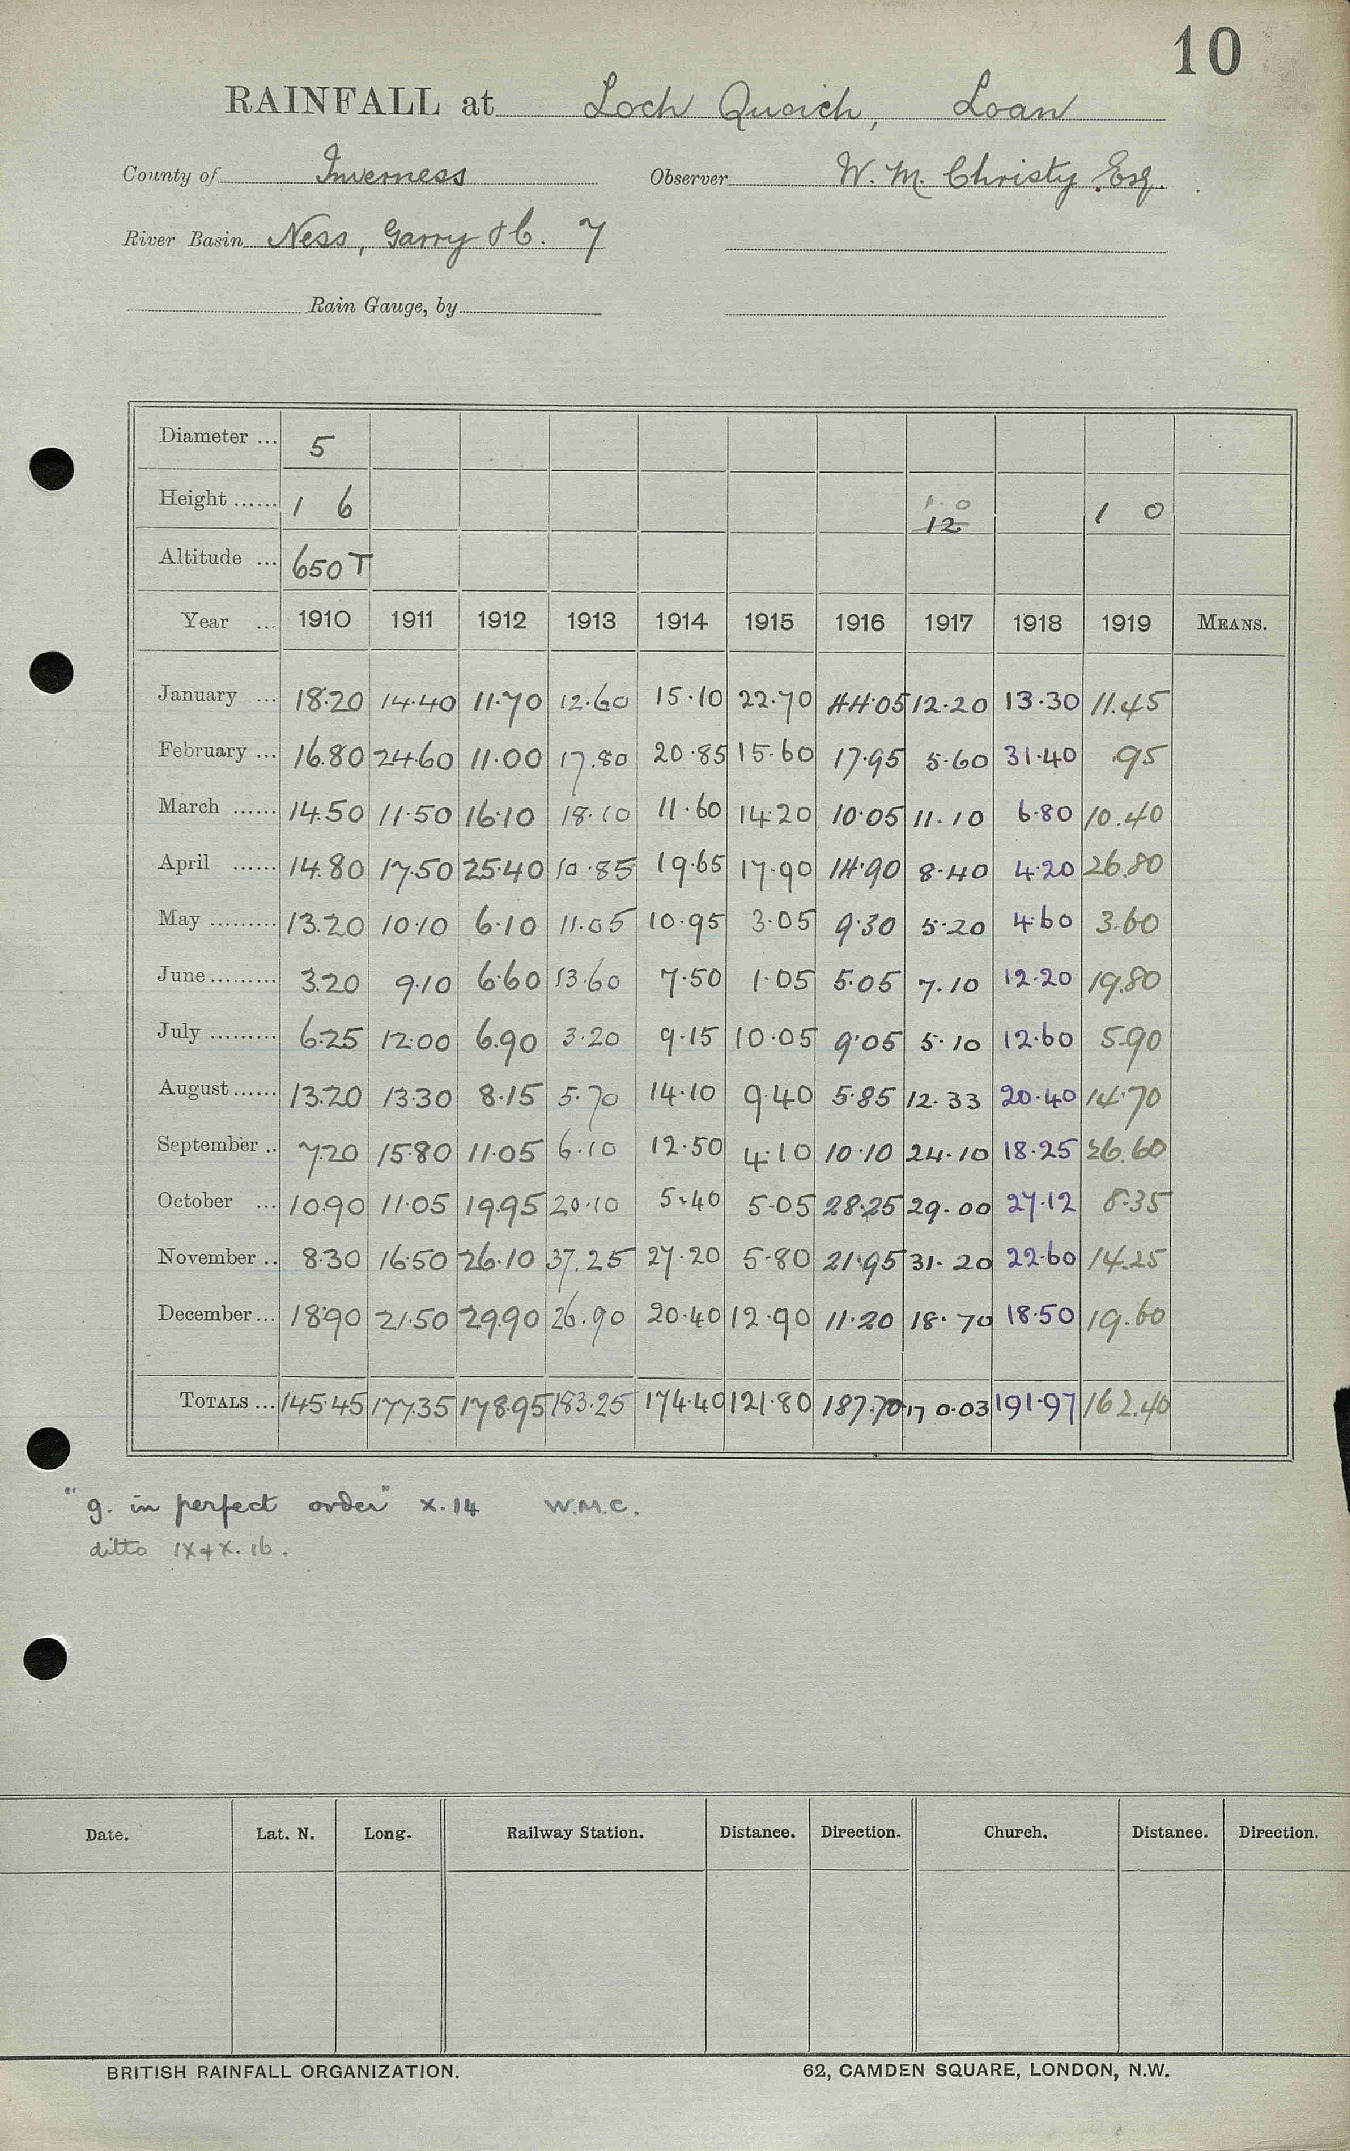 10
RAINFALL at Loch Quoich, Loan
County of Inverness Observer W. M. Christy Esq.
River Basin Ness, Garry &c. 7
Rain Gauge, by
Diameter ... 5
Height ...... 1 6 1 0 12 1 0
Altitude ... 650 T
Year ... 1910 1911 1912 1913 1914 1915 1916 1917 1918 1919 MEANS.
January ... 18.20 14.40 11.70 12.60 15.10 22.70 44.05 12.20 13.30 11.45
February ... 16.80 24.60 11.00 17.80 20.85 15.60 17.95 5.60 31.40 .95
March ...... 14.50 11.50 16.10 18.10 11.60 14.20 10.05 11.10 6.80 10.40
April ...... 14.80 17.50 25.40 10.85 19.65 17.90 14.90 8.40 4.20 26.80
May ......... 13.20 10.10 6.10 11.05 10.95 3.05 9.30 5.20 4.60 3.60
June ......... 3.20 9.10 6.60 13.60 7.50 1.05 5.05 7.10 12.20 19.80
July ......... 6.25 12.00 6.90 3.20 9.15 10.05 9.05 5.10 12.60 5.90
August ...... 13.20 13.30 8.15 5.70 14.10 9.40 5.85 12.33 20.40 14.70
September .. 7.20 15.80 11.05 6.10 12.50 4.10 10.10 24.10 18.25 26.60
October ... 10.90 11.05 19.95 20.10 5.40 5.05 28.25 29.00 27.12 8.35
November .. 8.30 16.50 26.10 37.25 27.20 5.80 21.95 31.20 22.60 14.25
December ... 18.90 21.50 29.90 26.90 20.40 12.90 11.20 18.70 18.50 19.60
TOTALS ... 145.45 177.35 178.95 183.25 174.40 121.80 187.70 170.03 191.97 162.40
"g. in perfect order" x.14 W.M.C.
ditto IX & X. 16.
Date. Lat. N. Long. Railway Station. Distance. Direction. Church. Distance. Direction.
BRITISH RAINFALL ORGANIZATION. 62, CAMDEN SQUARE, LONDON, N.W.